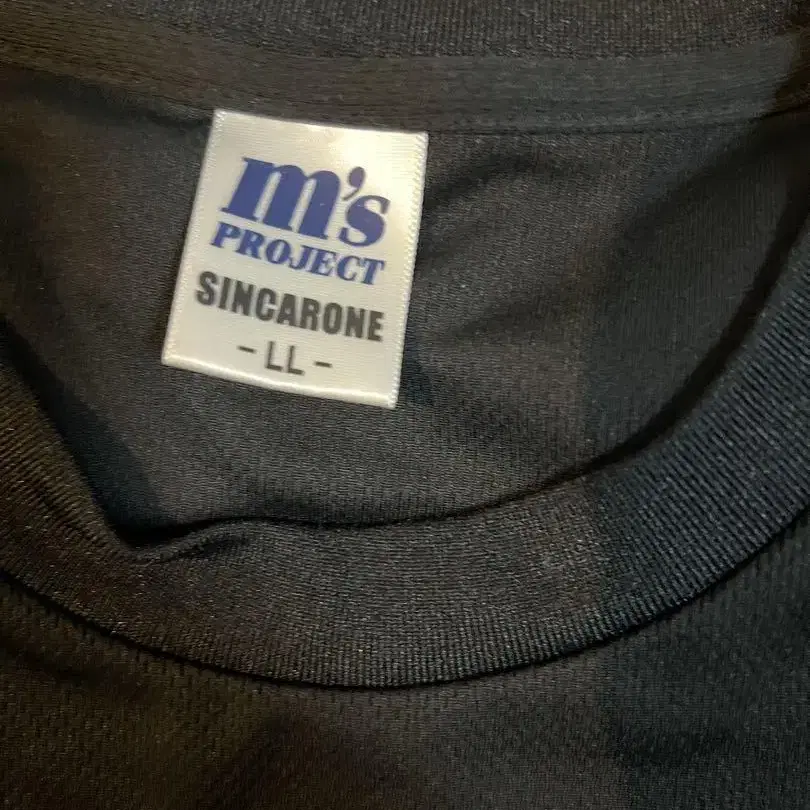 m's
PROJECT
SINCARONE
- LL -